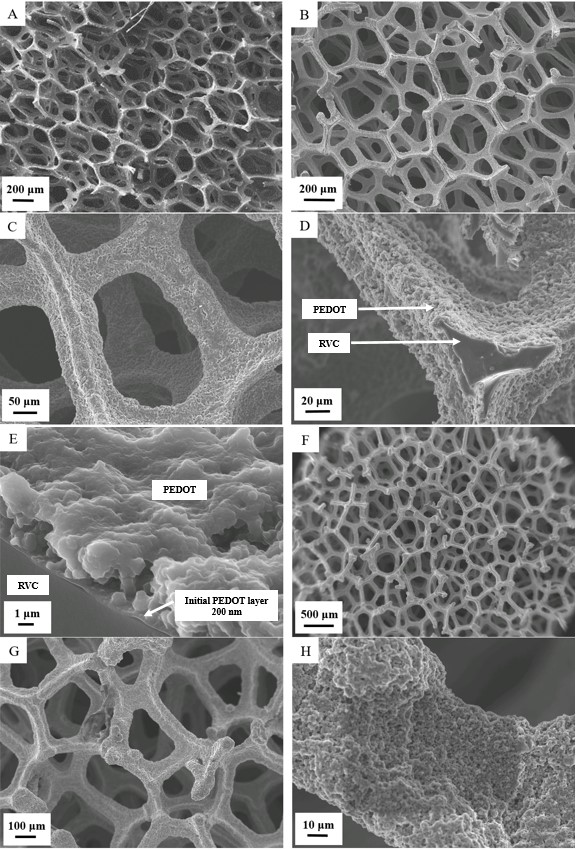 A
B
200 µm
200 µm
C
D
PEDOT
RVC
50 µm
20 µm
E
F
PEDOT
RVC
Initial PEDOT layer
200 nm
1 µm
500 µm
G
H
100 µm
10 µm